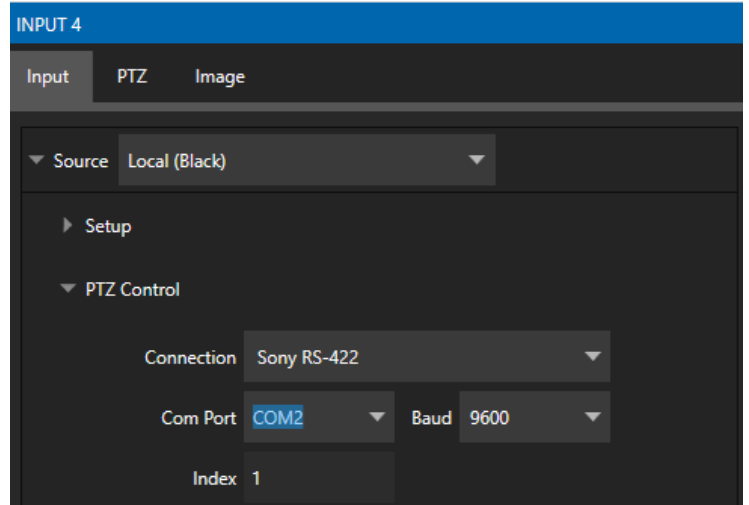 INPUT 4
Input PTZ Image
Source Local (Black)
Setup
PTZ Control
Connection Sony RS-422
Com Port COM2 Baud 9600
Index 1